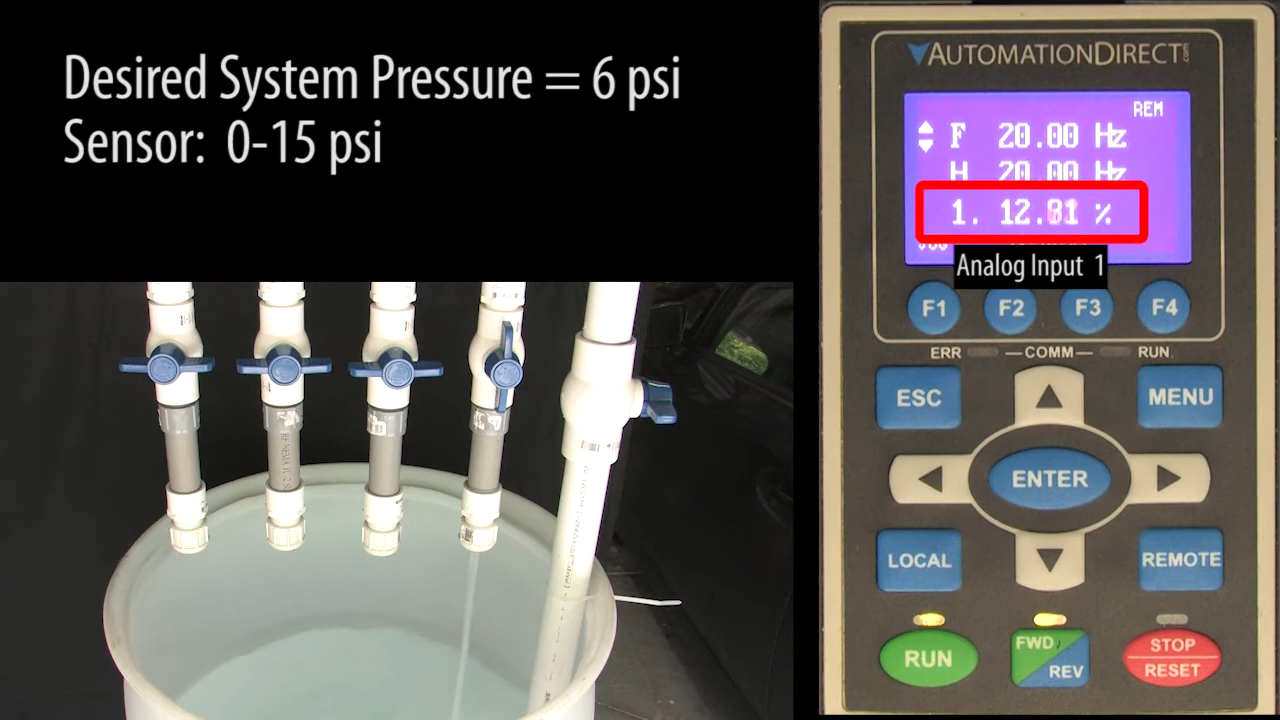 Desired System Pressure = 6 psi
Sensor: 0-15 psi
AUTOMATIONDIRECT.com
REM
F 20.00 Hz
H 20.00 Hz
1. 12.81 %
Analog Input 1
F1 F2 F3 F4
ERR COMM RUN
ESC MENU
ENTER
LOCAL REMOTE
RUN FWD/ REV STOP RESET